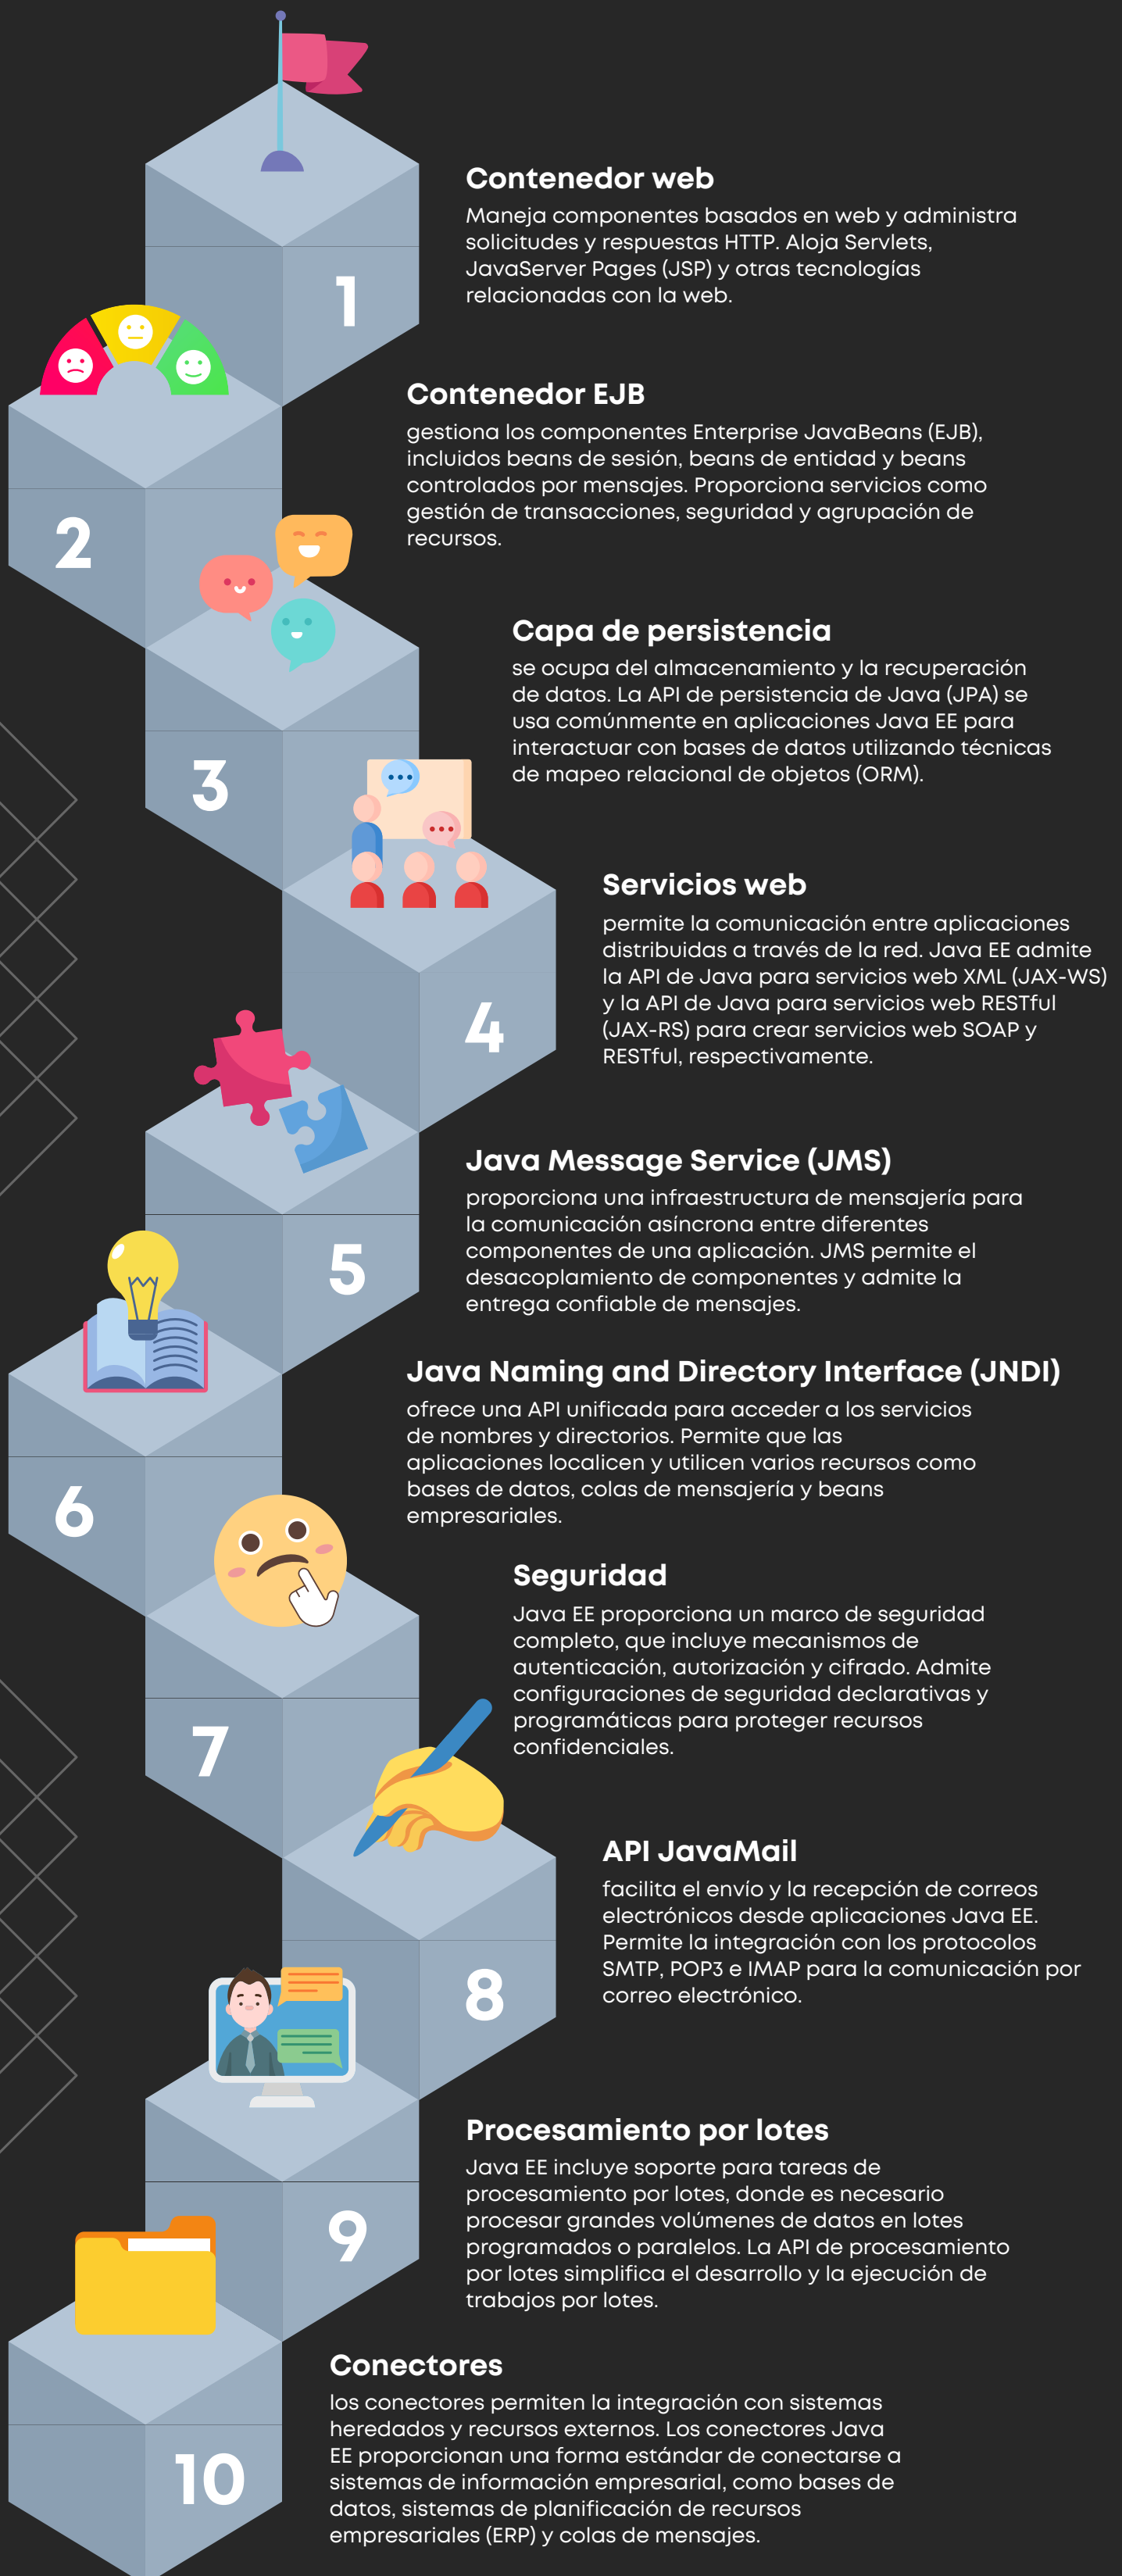 Contenedor web
Maneja componentes basados en web y administra
solicitudes y respuestas HTTP. Aloja Servlets,
JavaServer Pages (JSP) y otras tecnologías
relacionadas con la web.
1
Contenedor EJB
gestiona los componentes Enterprise JavaBeans (EJB),
incluidos beans de sesión, beans de entidad y beans
controlados por mensajes. Proporciona servicios como
gestión de transacciones, seguridad y agrupación de
recursos.
2
Capa de persistencia
se ocupa del almacenamiento y la recuperación
de datos. La API de persistencia de Java (JPA) se
usa comúnmente en aplicaciones Java EE para
interactuar con bases de datos utilizando técnicas
de mapeo relacional de objetos (ORM).
3
Servicios web
permite la comunicación entre aplicaciones
distribuidas a través de la red. Java EE admite
la API de Java para servicios web XML (JAX-WS)
y la API de Java para servicios web RESTful
(JAX-RS) para crear servicios web SOAP y
RESTful, respectivamente.
4
Java Message Service (JMS)
proporciona una infraestructura de mensajería para
la comunicación asíncrona entre diferentes
componentes de una aplicación. JMS permite el
desacoplamiento de componentes y admite la
entrega confiable de mensajes.
5
Java Naming and Directory Interface (JNDI)
ofrece una API unificada para acceder a los servicios
de nombres y directorios. Permite que las
aplicaciones localicen y utilicen varios recursos como
bases de datos, colas de mensajería y beans
empresariales.
6
Seguridad
Java EE proporciona un marco de seguridad
completo, que incluye mecanismos de
autenticación, autorización y cifrado. Admite
configuraciones de seguridad declarativas y
programáticas para proteger recursos
confidenciales.
7
API JavaMail
facilita el envío y la recepción de correos
electrónicos desde aplicaciones Java EE.
Permite la integración con los protocolos
SMTP, POP3 e IMAP para la comunicación por
correo electrónico.
8
Procesamiento por lotes
Java EE incluye soporte para tareas de
procesamiento por lotes, donde es necesario
procesar grandes volúmenes de datos en lotes
programados o paralelos. La API de procesamiento
por lotes simplifica el desarrollo y la ejecución de
trabajos por lotes.
9
Conectores
los conectores permiten la integración con sistemas
heredados y recursos externos. Los conectores Java
EE proporcionan una forma estándar de conectarse a
sistemas de información empresarial, como bases de
datos, sistemas de planificación de recursos
empresariales (ERP) y colas de mensajes.
10